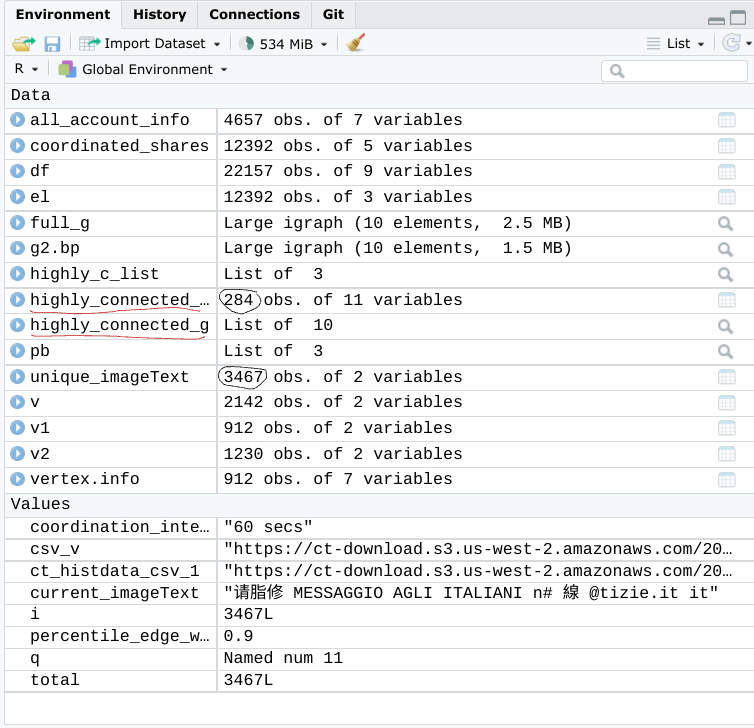 Environment History Connections Git
Import Dataset 534 MiB List
R Global Environment
Data
all_account_info 4657 obs. of 7 variables
coordinated_shares 12392 obs. of 5 variables
df 22157 obs. of 9 variables
el 12392 obs. of 3 variables
full_g Large igraph (10 elements, 2.5 MB)
g2.bp Large igraph (10 elements, 1.5 MB)
highly_c_list List of 3
highly_connected_… 284 obs. of 11 variables
highly_connected_g List of 10
pb List of 3
unique_imageText 3467 obs. of 2 variables
v 2142 obs. of 2 variables
v1 912 obs. of 2 variables
v2 1230 obs. of 2 variables
vertex.info 912 obs. of 7 variables
Values
coordination_inte… "60 secs"
csv_v "https://ct-download.s3.us-west-2.amazonaws.com/20…
ct_histdata_csv_1 "https://ct-download.s3.us-west-2.amazonaws.com/20…
current_imageText "请脂修 MESSAGGIO AGLI ITALIANI n# 線 @tizie.it it"
i 3467L
percentile_edge_w… 0.9
q Named num 11
total 3467L